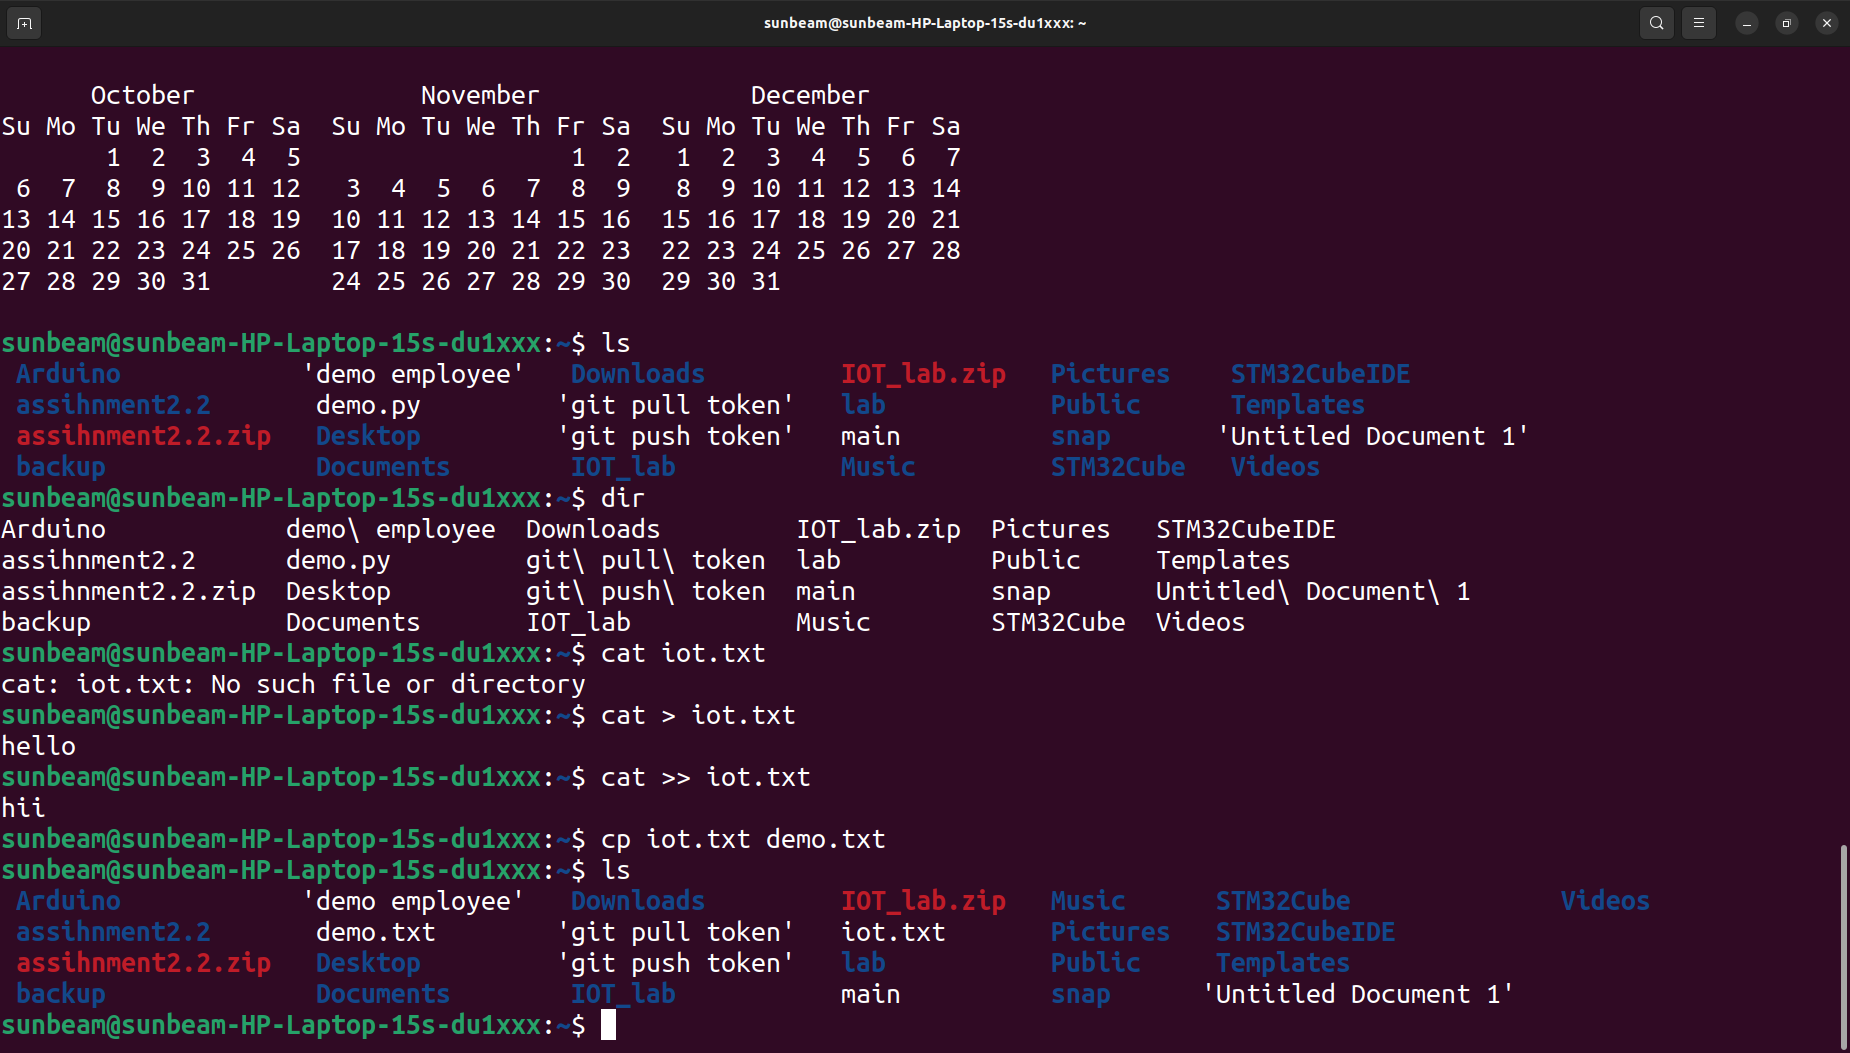 sunbeam@sunbeam-HP-Laptop-15s-du1xxx: ~
October November December
Su Mo Tu We Th Fr Sa Su Mo Tu We Th Fr Sa Su Mo Tu We Th Fr Sa
1 2 3 4 5 1 2 1 2 3 4 5 6 7
6 7 8 9 10 11 12 3 4 5 6 7 8 9 8 9 10 11 12 13 14
13 14 15 16 17 18 19 10 11 12 13 14 15 16 15 16 17 18 19 20 21
20 21 22 23 24 25 26 17 18 19 20 21 22 23 22 23 24 25 26 27 28
27 28 29 30 31 24 25 26 27 28 29 30 29 30 31
sunbeam@sunbeam-HP-Laptop-15s-du1xxx:~$ ls
Arduino 'demo employee' Downloads IOT_lab.zip Pictures STM32CubeIDE
assihnment2.2 demo.py 'git pull token' lab Public Templates
assihnment2.2.zip Desktop 'git push token' main snap 'Untitled Document 1'
backup Documents IOT_lab Music STM32Cube Videos
sunbeam@sunbeam-HP-Laptop-15s-du1xxx:~$ dir
Arduino demo\ employee Downloads IOT_lab.zip Pictures STM32CubeIDE
assihnment2.2 demo.py git\ pull\ token lab Public Templates
assihnment2.2.zip Desktop git\ push\ token main snap Untitled\ Document\ 1
backup Documents IOT_lab Music STM32Cube Videos
sunbeam@sunbeam-HP-Laptop-15s-du1xxx:~$ cat iot.txt
cat: iot.txt: No such file or directory
sunbeam@sunbeam-HP-Laptop-15s-du1xxx:~$ cat > iot.txt
hello
sunbeam@sunbeam-HP-Laptop-15s-du1xxx:~$ cat >> iot.txt
hii
sunbeam@sunbeam-HP-Laptop-15s-du1xxx:~$ cp iot.txt demo.txt
sunbeam@sunbeam-HP-Laptop-15s-du1xxx:~$ ls
Arduino 'demo employee' Downloads IOT_lab.zip Music STM32Cube Videos
assihnment2.2 demo.txt 'git pull token' iot.txt Pictures STM32CubeIDE
assihnment2.2.zip Desktop 'git push token' lab Public Templates
backup Documents IOT_lab main snap 'Untitled Document 1'
sunbeam@sunbeam-HP-Laptop-15s-du1xxx:~$